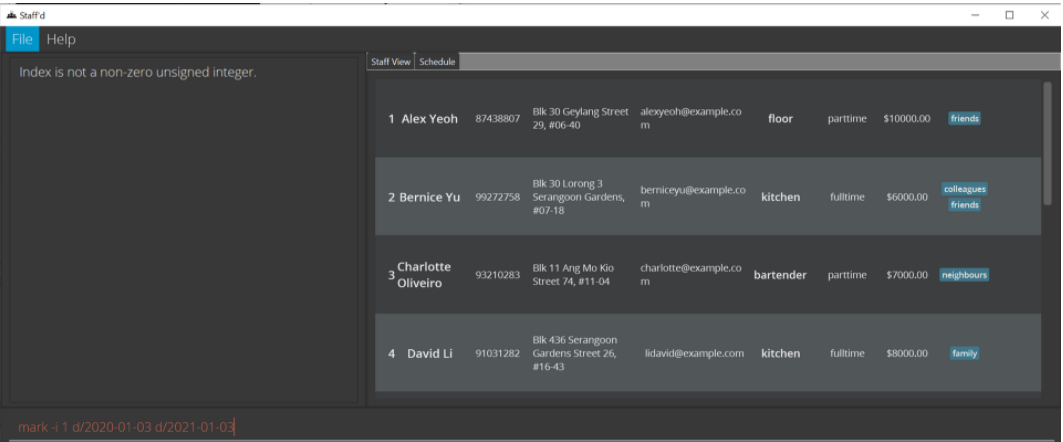 Staff'd
File Help
Index is not a non-zero unsigned integer.
Staff View Schedule
1 Alex Yeoh 87438807 Blk 30 Geylang Street 29, #06-40 alexyeoh@example.com floor parttime $10000.00 friends
2 Bernice Yu 99272758 Blk 30 Lorong 3 Serangoon Gardens, #07-18 berniceyu@example.com kitchen fulltime $6000.00 colleagues friends
3 Charlotte Oliveiro 93210283 Blk 11 Ang Mo Kio Street 74, #11-04 charlotte@example.com bartender parttime $7000.00 neighbours
4 David Li 91031282 Blk 436 Serangoon Gardens Street 26, #16-43 lidavid@example.com kitchen fulltime $8000.00 family
mark -i 1 d/2020-01-03 d/2021-01-03